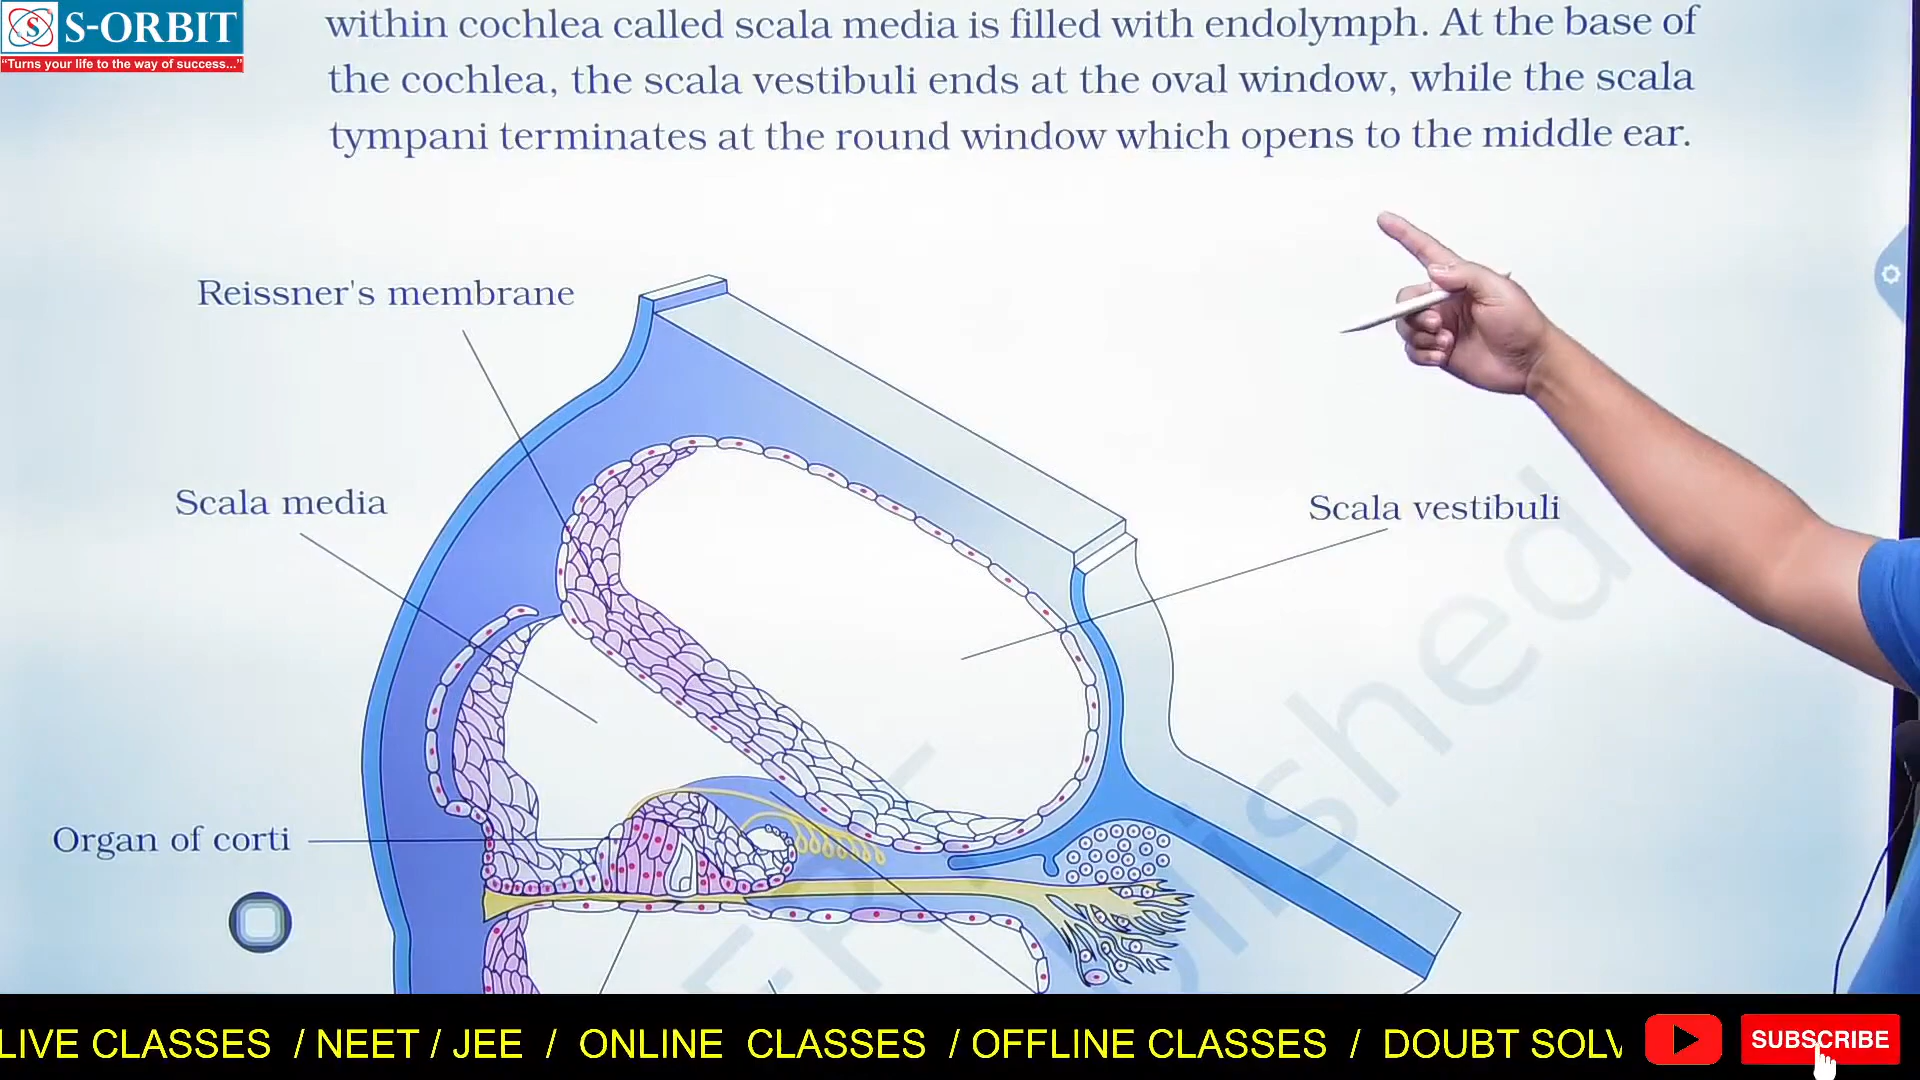 S-ORBIT
"Turns your life to the way of success..."
within cochlea called scala media is filled with endolymph. At the base of
the cochlea, the scala vestibuli ends at the oval window, while the scala
tympani terminates at the round window which opens to the middle ear.
Reissner's membrane
Scala media
Scala vestibuli
Organ of corti
LIVE CLASSES / NEET / JEE / ONLINE CLASSES / OFFLINE CLASSES / DOUBT SOLV
SUBSCRIBE